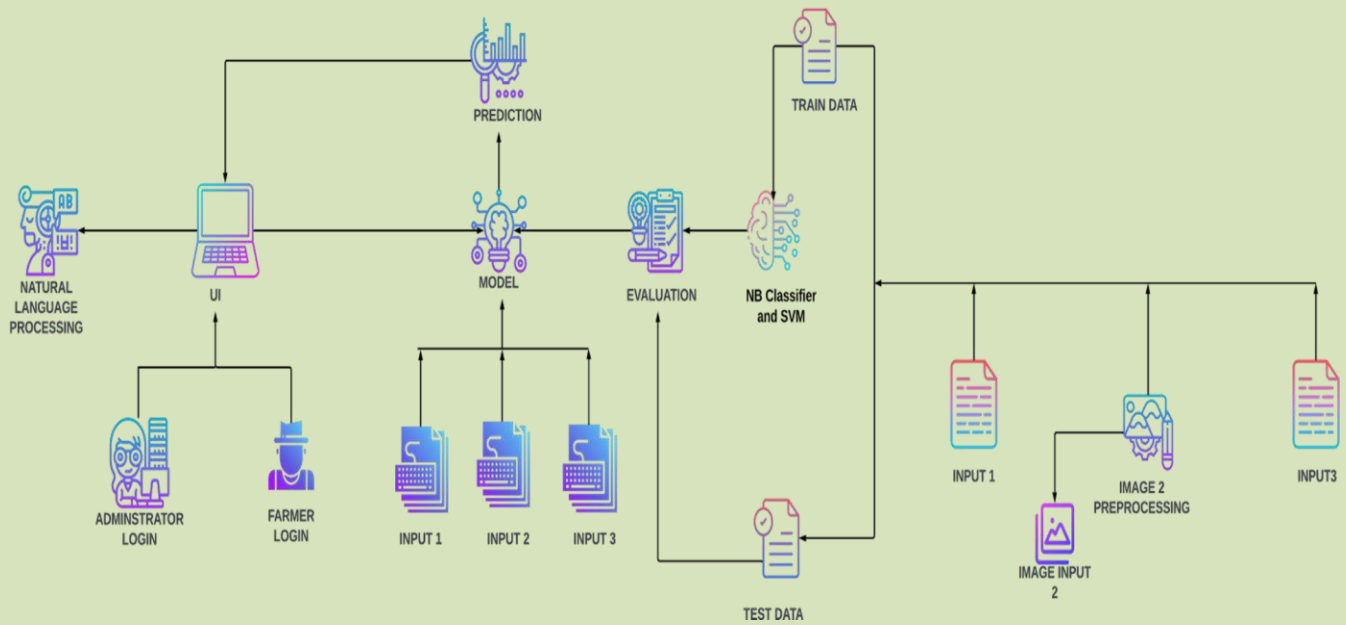 TRAIN DATA
PREDICTION
NATURAL
LANGUAGE
PROCESSING
UI
MODEL
EVALUATION
NB Classifier
and SVM
ADMINSTRATOR
LOGIN
FARMER
LOGIN
INPUT 1
INPUT 2
INPUT 3
INPUT 1
IMAGE 2
PREPROCESSING
INPUT3
IMAGE INPUT
2
TEST DATA